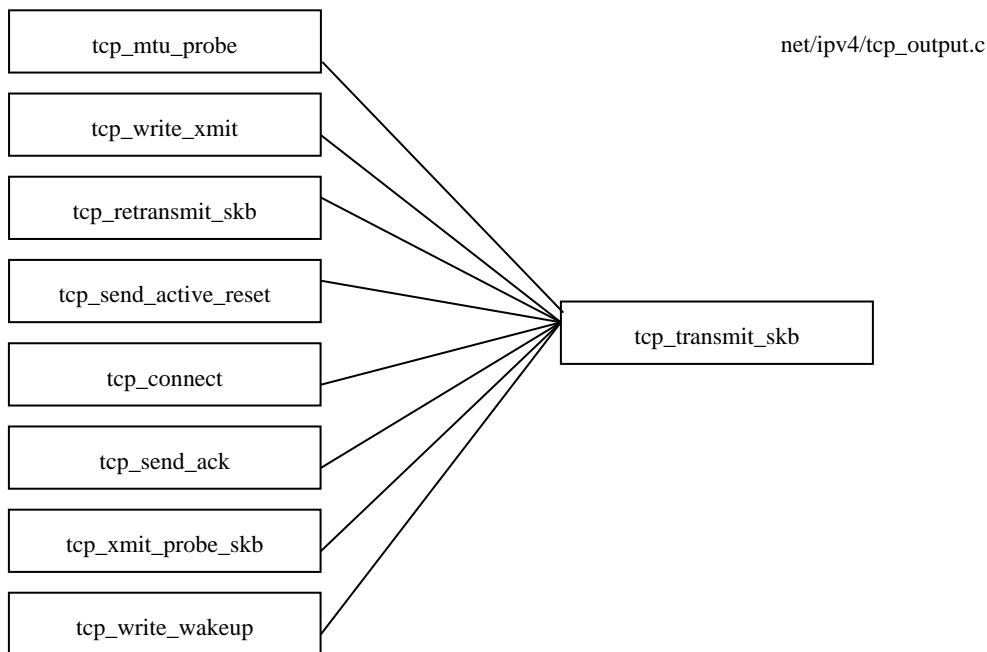 tcp_mtu_probe
net/ipv4/tcp_output.c
tcp_write_xmit
tcp_retransmit_skb
tcp_send_active_reset
tcp_transmit_skb
tcp_connect
tcp_send_ack
tcp_xmit_probe_skb
tcp_write_wakeup